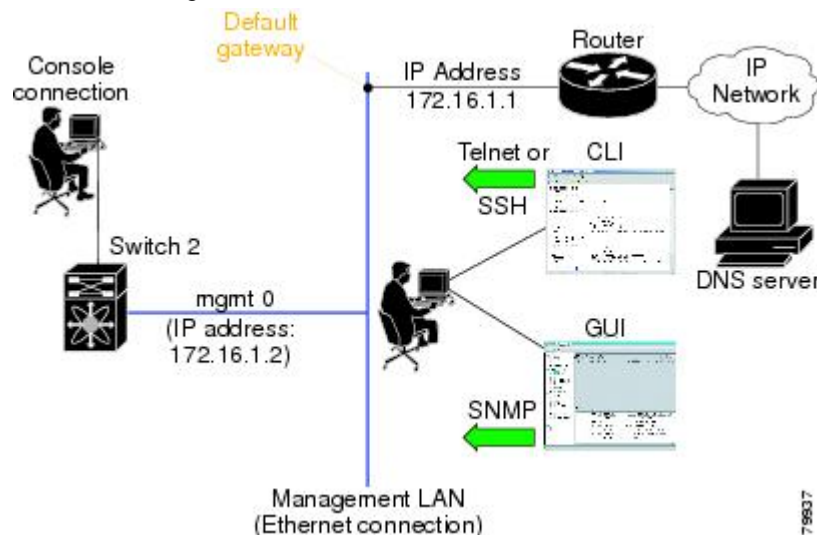 Default
gateway
Console
connection
Router
IP Address
172.16.1.1
IP
Network
Telnet or
CLI
SSH
Switch 2
DNS server
mgmt 0
(IP address:
172.16.1.2)
GUI
SNMP
Management LAN
(Ethernet connection)
79937